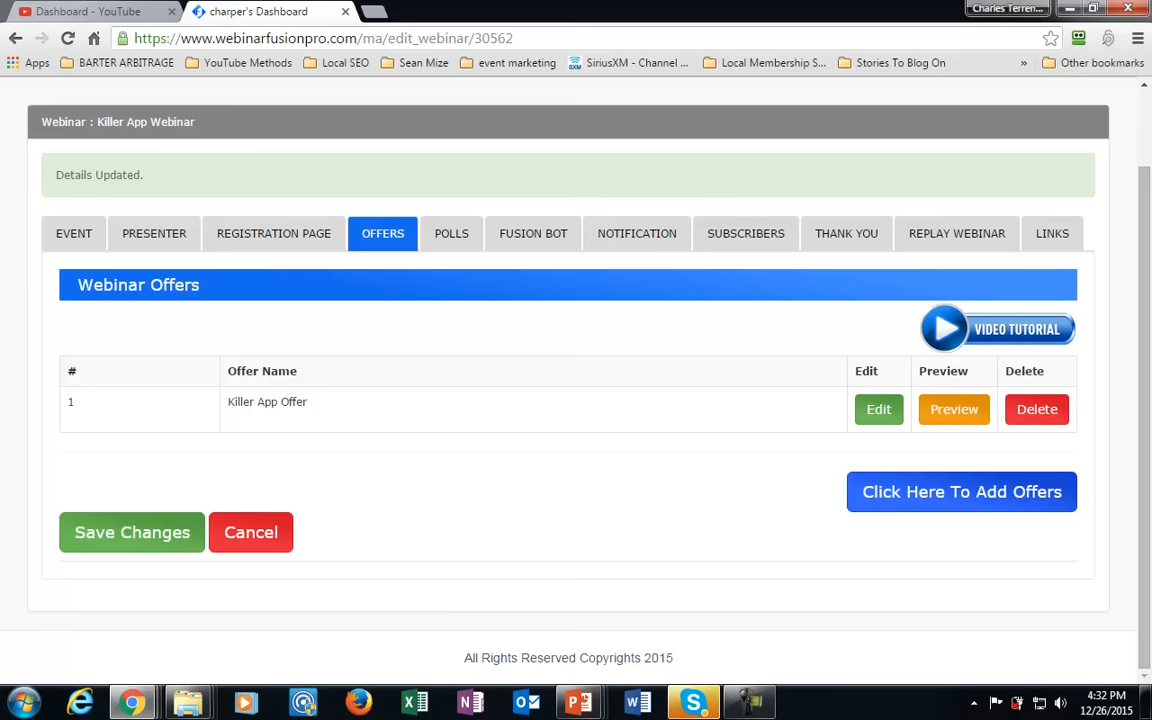 Dashboard - YouTube
charper's Dashboard
Charles Terren...
https://www.webinarfusionpro.com/ma/edit_webinar/30562
Apps
BARTER ARBITRAGE
YouTube Methods
Local SEO
Sean Mize
event marketing
SiriusXM - Channel ...
Local Membership S...
Stories To Blog On
»
Other bookmarks
Webinar : Killer App Webinar
Details Updated.
EVENT
PRESENTER
REGISTRATION PAGE
OFFERS
POLLS
FUSION BOT
NOTIFICATION
SUBSCRIBERS
THANK YOU
REPLAY WEBINAR
LINKS
Webinar Offers
VIDEO TUTORIAL
# Offer Name Edit Preview Delete
1 Killer App Offer Edit Preview Delete
Click Here To Add Offers
Save Changes
Cancel
All Rights Reserved Copyrights 2015
4:32 PM
12/26/2015